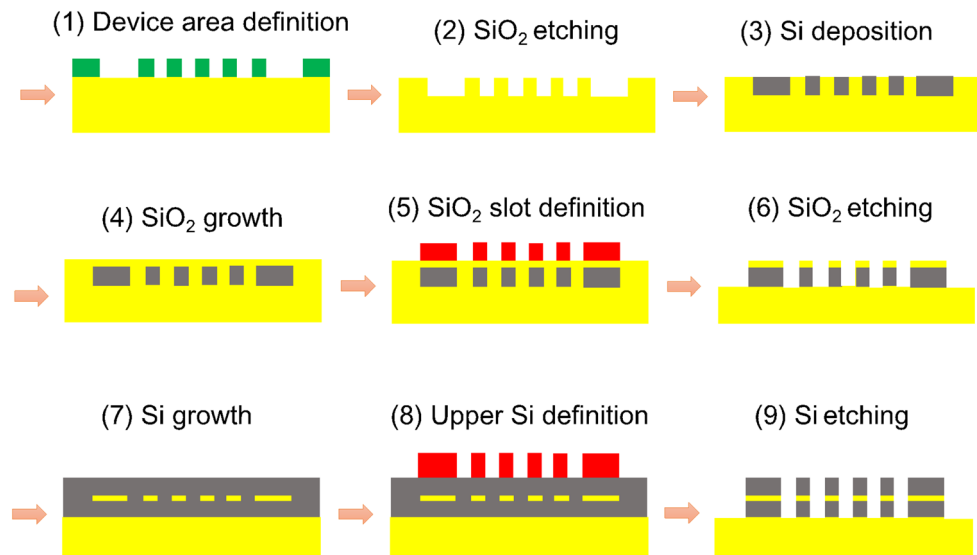 (1) Device area definition
(2) SiO₂ etching
(3) Si deposition
(4) SiO₂ growth
(5) SiO₂ slot definition
(6) SiO₂ etching
(7) Si growth
(8) Upper Si definition
(9) Si etching